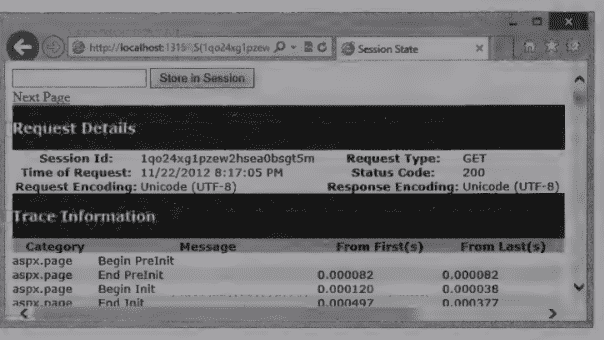 http://localhost:1315
Session State
Store in Session
Next Page
Request Details
Session Id: 1qo24xg1pzew2hsea0bsgt5m Request Type: GET
Time of Request: 11/22/2012 8:17:05 PM Status Code: 200
Request Encoding: Unicode (UTF-8) Response Encoding: Unicode (UTF-8)
Trace Information
Category Message From First(s) From Last(s)
aspx.page Begin PreInit
aspx.page End PreInit 0.000082 0.000082
aspx.page Begin Init 0.000120 0.000038
aspx.page End Init 0.000497 0.000377